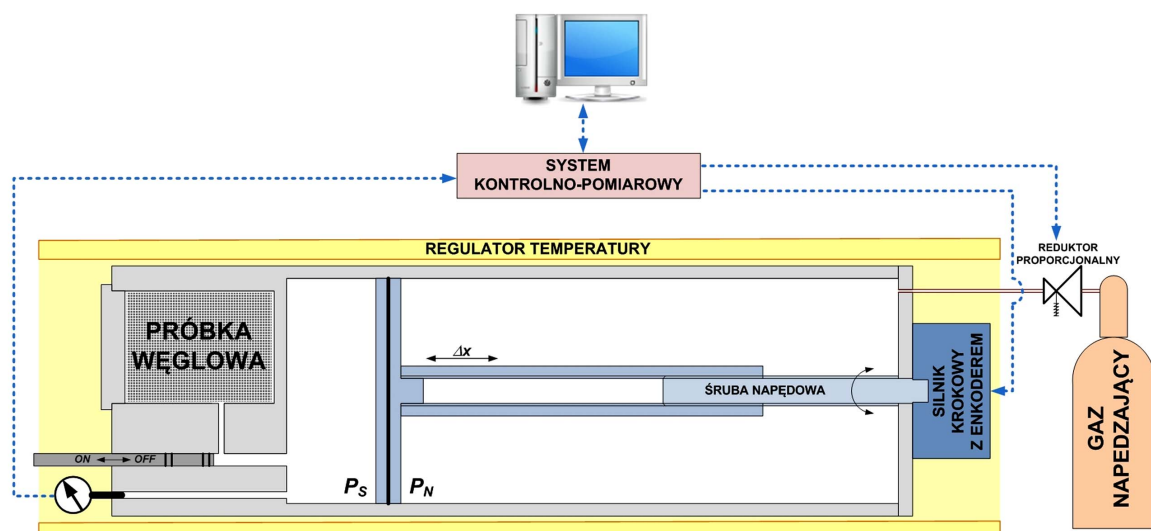 SYSTEM
KONTROLNO-POMIAROWY
REGULATOR TEMPERATURY
REDUKTOR
PROPORCJONALNY
PRÓBKA
WĘGLOWA
Δx
ŚRUBA NAPĘDOWA
SILNIK
KROKOWY
Z ENKODEREM
GAZ
NAPEDZAJĄCY
ON OFF
PS PN